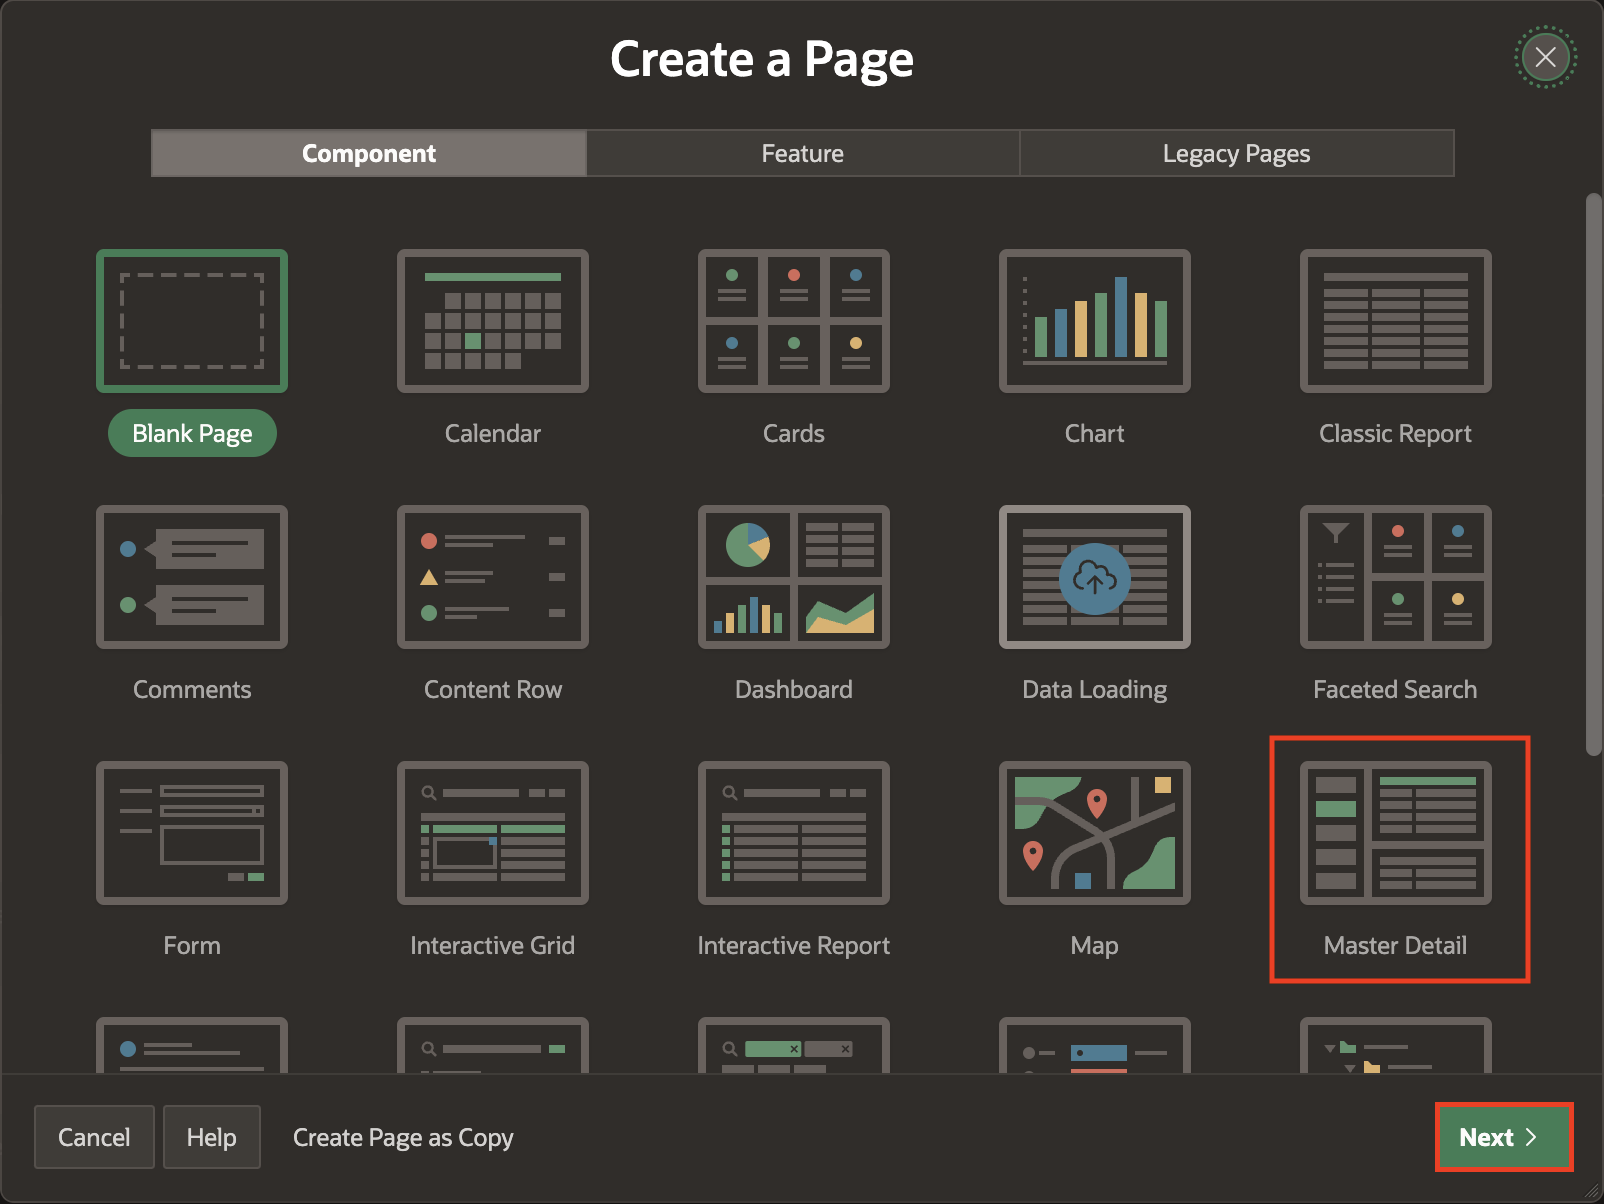 Create a Page
Component
Feature
Legacy Pages
Blank Page
Calendar
Cards
Chart
Classic Report
Comments
Content Row
Dashboard
Data Loading
Faceted Search
Form
Interactive Grid
Interactive Report
Map
Master Detail
Cancel
Help
Create Page as Copy
Next